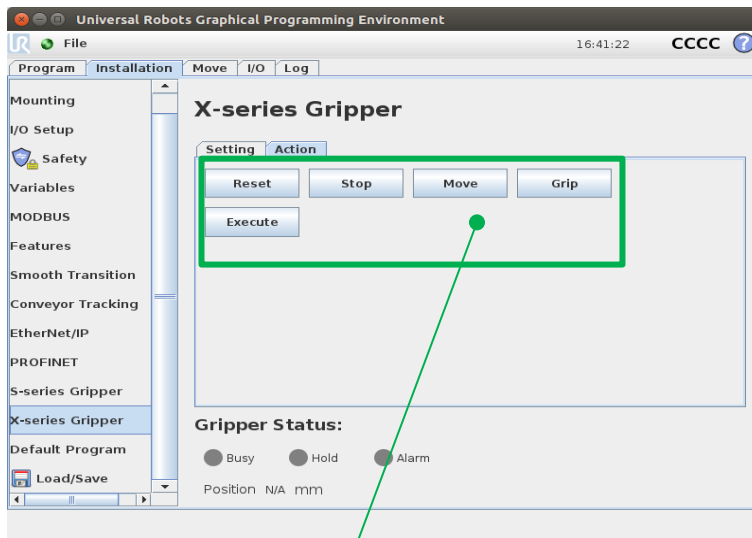 Universal Robots Graphical Programming Environment
UR File 16:41:22 CCCC ?
Program Installation Move I/O Log
Mounting
I/O Setup
Safety
Variables
MODBUS
Features
Smooth Transition
Conveyor Tracking
EtherNet/IP
PROFINET
S-series Gripper
X-series Gripper
Default Program
Load/Save
X-series Gripper
Setting Action
Reset Stop Move Grip
Execute
Gripper Status:
Busy Hold Alarm
Position N/A mm